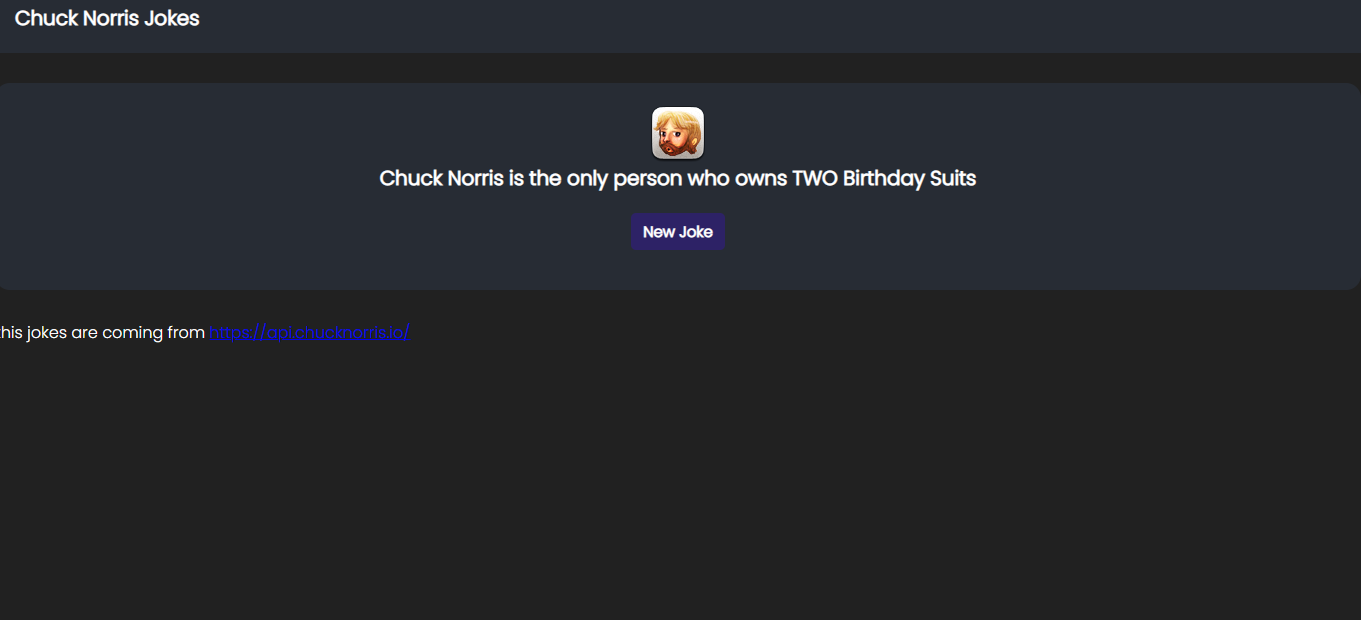 Chuck Norris Jokes
Chuck Norris is the only person who owns TWO Birthday Suits
New Joke
this jokes are coming from https://api.chucknorris.io/